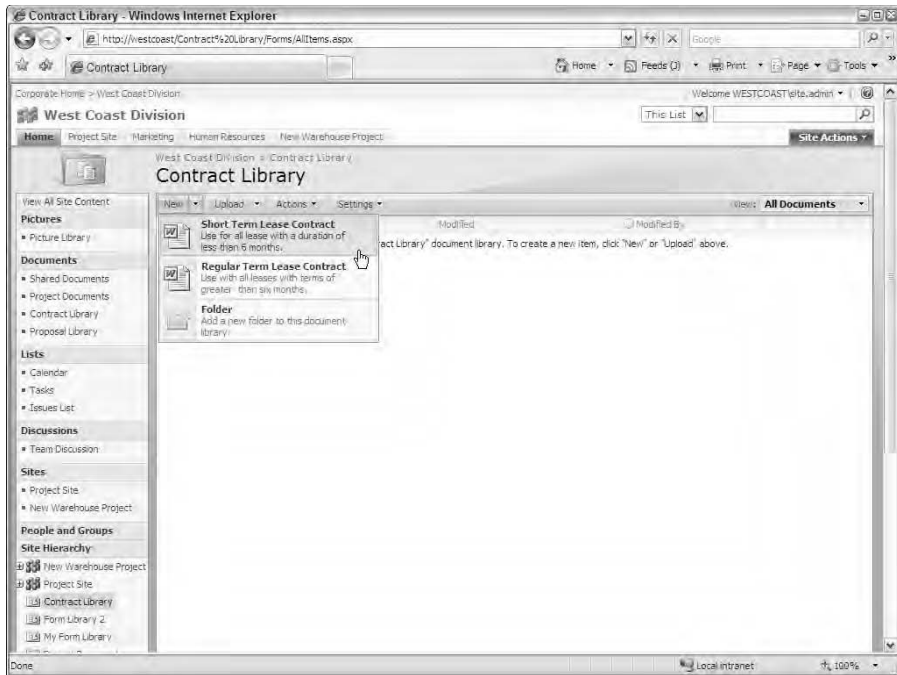 Contract Library - Windows Internet Explorer
http://westcoast/Contract%20Library/Forms/AllItems.aspx
Google
Contract Library
Home
Feeds (J)
Print
Page
Tools
Corporate Home > West Coast Division
Welcome WESTCOAST\site.admin
West Coast Division
This List
Home Project Site Marketing Human Resources New Warehouse Project
Site Actions
West Coast Division > Contract Library
Contract Library
View All Site Content
New Upload Actions Settings
View: All Documents
Short Term Lease Contract
Use for all lease with a duration of
less than 6 months.
Modified Modified By
act Library" document library. To create a new item, click "New" or "Upload" above.
Regular Term Lease Contract
Use with all leases with terms of
greater than six months.
Folder
Add a new folder to this document
library.
Pictures
Picture Library
Documents
Shared Documents
Project Documents
Contract Library
Proposal Library
Lists
Calendar
Tasks
Issues List
Discussions
Team Discussion
Sites
Project Site
New Warehouse Project
People and Groups
Site Hierarchy
New Warehouse Project
Project Site
Contract Library
Form Library 2
My Form Library
Done
Local intranet
100%